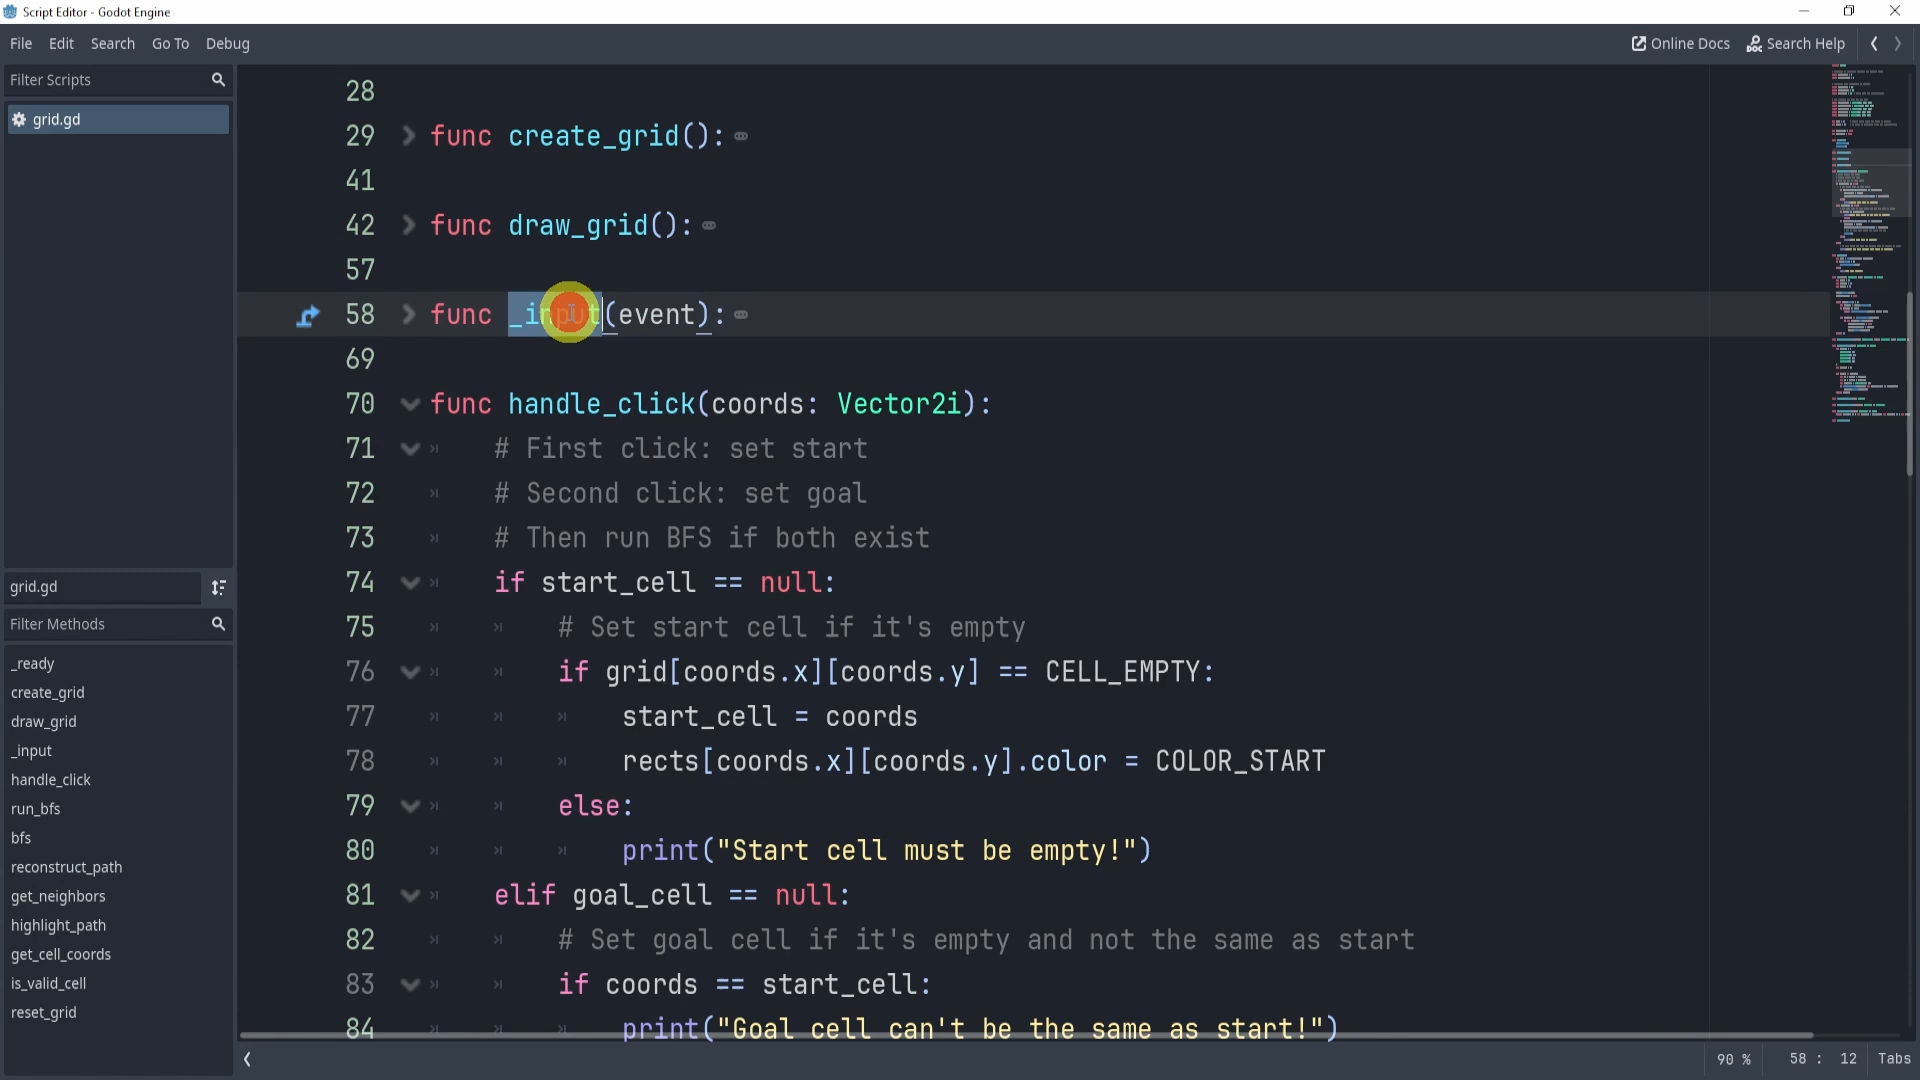 Script Editor - Godot Engine
File Edit Search Go To Debug
Online Docs Search Help
Filter Scripts
grid.gd
grid.gd
Filter Methods
_ready
create_grid
draw_grid
_input
handle_click
run_bfs
bfs
reconstruct_path
get_neighbors
highlight_path
get_cell_coords
is_valid_cell
reset_grid
28
29 func create_grid():
41
42 func draw_grid():
57
58 func _input(event):
69
70 func handle_click(coords: Vector2i):
71 # First click: set start
72 # Second click: set goal
73 # Then run BFS if both exist
74 if start_cell == null:
75 # Set start cell if it's empty
76 if grid[coords.x][coords.y] == CELL_EMPTY:
77 start_cell = coords
78 rects[coords.x][coords.y].color = COLOR_START
79 else:
80 print("Start cell must be empty!")
81 elif goal_cell == null:
82 # Set goal cell if it's empty and not the same as start
83 if coords == start_cell:
84 print("Goal cell can't be the same as start!")
90 % 58 : 12 Tabs